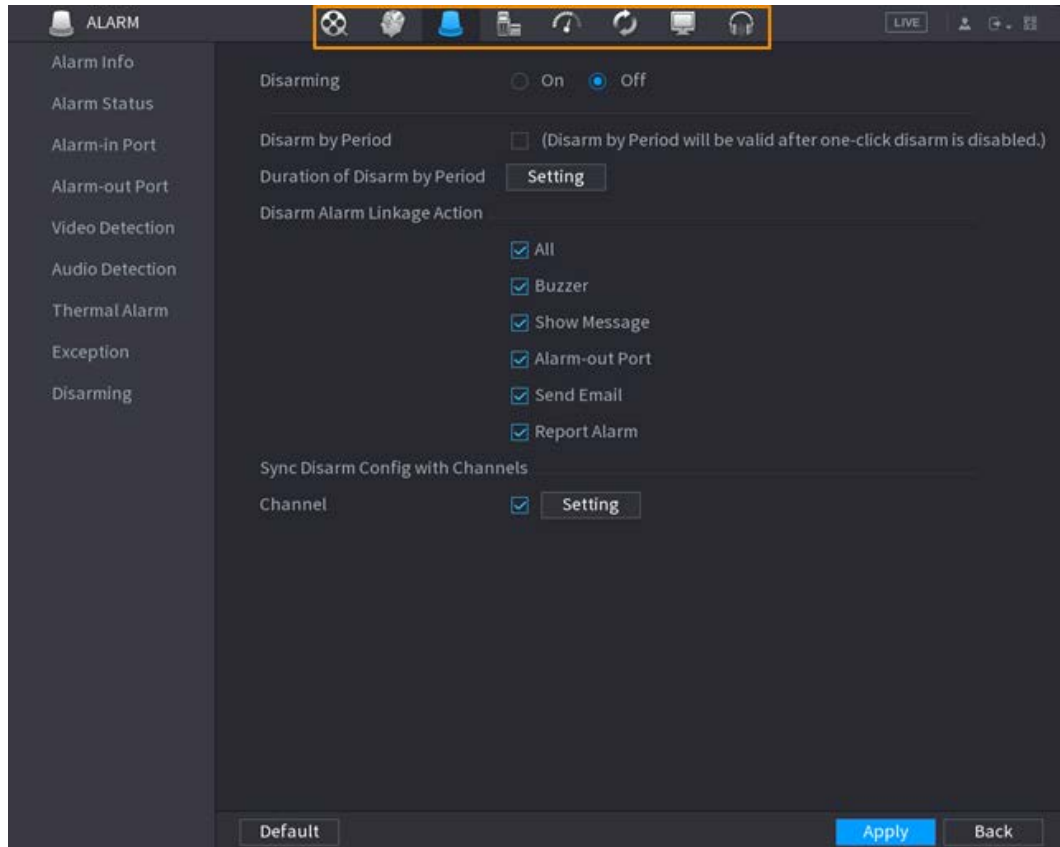 ALARM
LIVE
Alarm Info
Alarm Status
Alarm-in Port
Alarm-out Port
Video Detection
Audio Detection
Thermal Alarm
Exception
Disarming
Disarming On Off
Disarm by Period (Disarm by Period will be valid after one-click disarm is disabled.)
Duration of Disarm by Period Setting
Disarm Alarm Linkage Action
All
Buzzer
Show Message
Alarm-out Port
Send Email
Report Alarm
Sync Disarm Config with Channels
Channel Setting
Default Apply Back